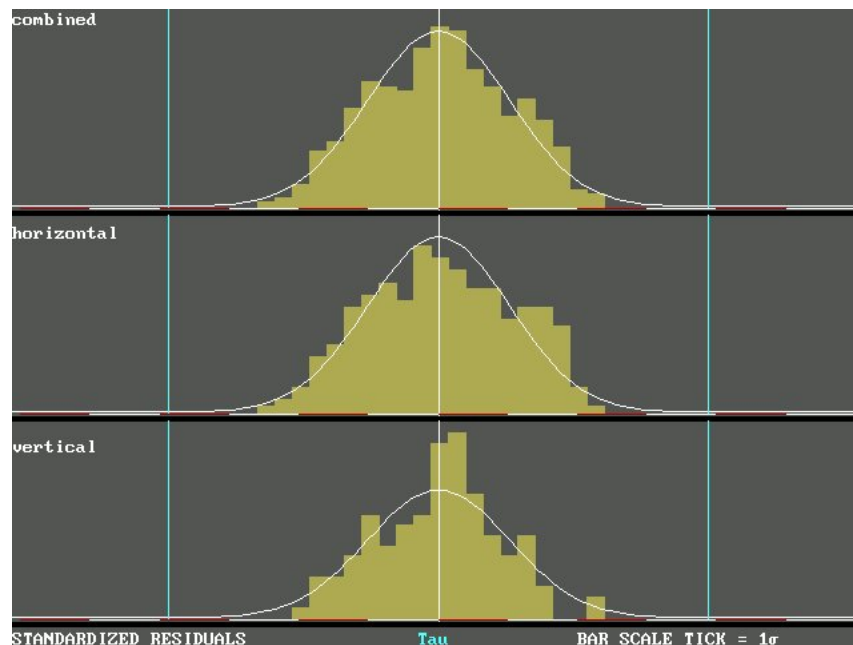 combined
horizontal
vertical
STANDARDIZED RESIDUALS Tau BAR SCALE TICK = 1σ